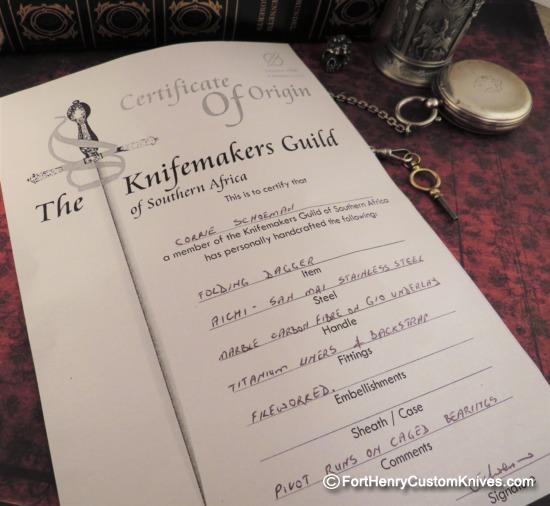 Certificate
Of Origin
The Knifemakers Guild
of Southern Africa
This is to certify that
CORRIE SCHOEMAN
a member of the Knifemakers Guild of Southern Africa
has personally handcrafted the following:
FOLDING DAGGER
Item
AICHI - SAN MAI STAINLESS STEEL
Steel
MARBLE CARBON FIBRE ON G10 UNDERLAY
Handle
TITANIUM LINERS & BACKSTRAP
Fittings
FILEWORKED.
Embellishments
Sheath / Case
PIVOT RUNS ON CAGED BEARINGS
Comments
©FortHenryCustomKnives.com